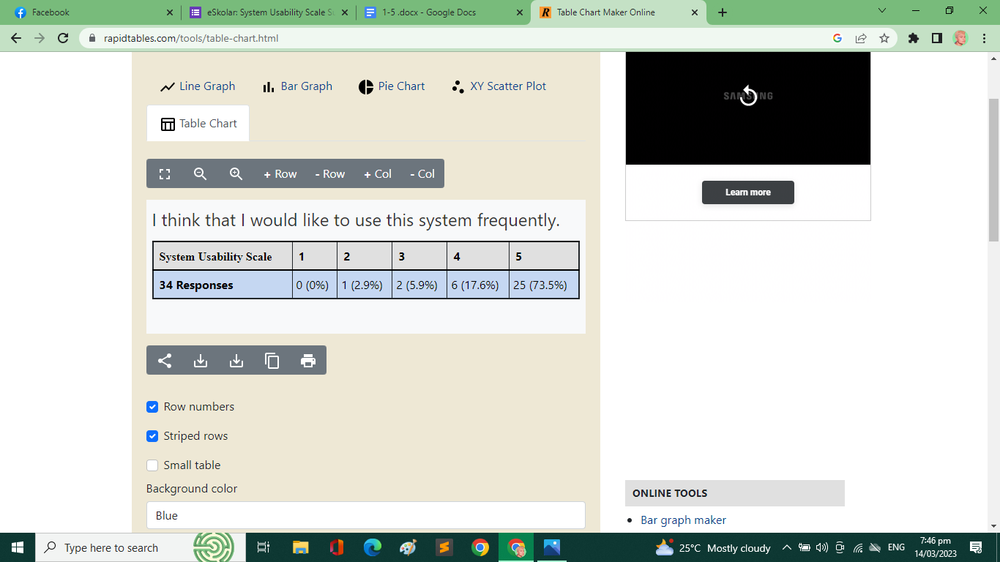 Facebook
eSkolar: System Usability Scale Su
1-5 .docx - Google Docs
Table Chart Maker Online
rapidtables.com/tools/table-chart.html
Line Graph
Bar Graph
Pie Chart
XY Scatter Plot
Table Chart
+ Row
- Row
+ Col
- Col
I think that I would like to use this system frequently.
System Usability Scale 1 2 3 4 5
34 Responses 0 (0%) 1 (2.9%) 2 (5.9%) 6 (17.6%) 25 (73.5%)
Row numbers
Striped rows
Small table
Background color
Blue
SAMSUNG
Learn more
ONLINE TOOLS
Bar graph maker
Type here to search
25°C Mostly cloudy
ENG
7:46 pm
14/03/2023